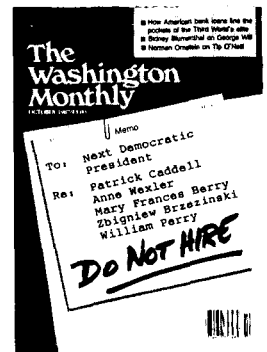 ■ How American bank loans line the
pockets of the Third World's elite
■ Sidney Blumenthal on George Will
■ Norman Ornstein on Tip O'Neill
The
Washington
Monthly
Memo
To: Next Democratic
President
Re: Patrick Caddell
Anne Wexler
Mary Frances Berry
Zbigniew Brzezinski
William Perry
DO NOT HIRE